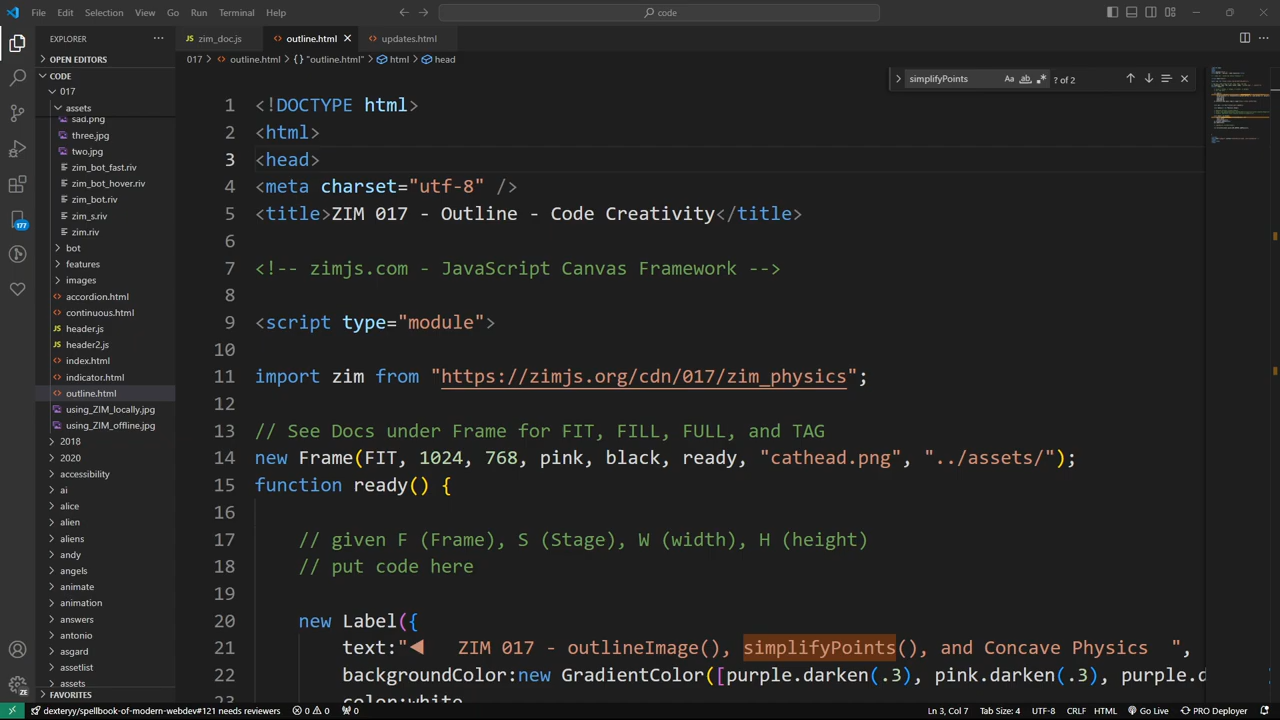 File Edit Selection View Go Run Terminal Help
code
EXPLORER
zim_doc.js
outline.html
updates.html
OPEN EDITORS
017 > outline.html > {} "outline.html" > html > head
CODE
017
assets
sad.png
three.jpg
two.jpg
zim_bot_fast.riv
zim_bot_hover.riv
zim_bot.riv
zim_s.riv
zim.riv
bot
features
images
accordion.html
continuous.html
header.js
header2.js
index.html
indicator.html
outline.html
using_ZIM_locally.jpg
using_ZIM_offline.jpg
2018
2020
accessibility
ai
alice
alien
aliens
andy
angels
animate
animation
answers
antonio
asgard
assetlist
assets
FAVORITES
177
ZE
simplifyPoints Aa ab ? of 2
1 <!DOCTYPE html>
2 <html>
3 <head>
4 <meta charset="utf-8" />
5 <title>ZIM 017 - Outline - Code Creativity</title>
6
7 <!-- zimjs.com - JavaScript Canvas Framework -->
8
9 <script type="module">
10
11 import zim from "https://zimjs.org/cdn/017/zim_physics";
12
13 // See Docs under Frame for FIT, FILL, FULL, and TAG
14 new Frame(FIT, 1024, 768, pink, black, ready, "cathead.png", "../assets/");
15 function ready() {
16
17 // given F (Frame), S (Stage), W (width), H (height)
18 // put code here
19
20 new Label({
21 text:"◀ ZIM 017 - outlineImage(), simplifyPoints(), and Concave Physics ",
22 backgroundColor:new GradientColor([purple.darken(.3), pink.darken(.3), purple.d
23 color:white
dexteryy/spellbook-of-modern-webdev#121 needs reviewers 0 0 0 Ln 3, Col 7 Tab Size: 4 UTF-8 CRLF HTML Go Live PRO Deployer